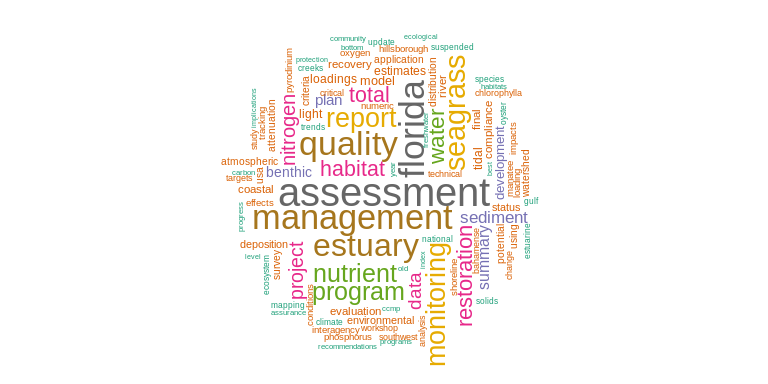 community
ecological
bottom
update
hillsborough
suspended
oxygen
protection
creeks
recovery
application
pyrodinium
loadings
model
estimates
distribution
river
seagrass
species
habitats
chlorophylla
criteria
critical
plan
total
numeric
florida
light
report
freshwater
water
trends
nitrogen
quality
implications
study
tracking
attenuation
oyster
final
compliance
impacts
tidal
atmospheric
carbon
targets
usa
benthic
habitat
year
technical
best
development
manatee
loading
watershed
coastal
assessment
effects
management
status
gulf
progress
sediment
deposition
estuary
national
restoration
summary
bahamense
potential
change
using
estuarine
level
ecosystem
survey
project
nutrient
old
index
monitoring
shoreline
program
data
solids
mapping
assurance
conditions
evaluation
ccmp
climate
environmental
interagency
workshop
analysis
phosphorus
southwest
programs
recommendations